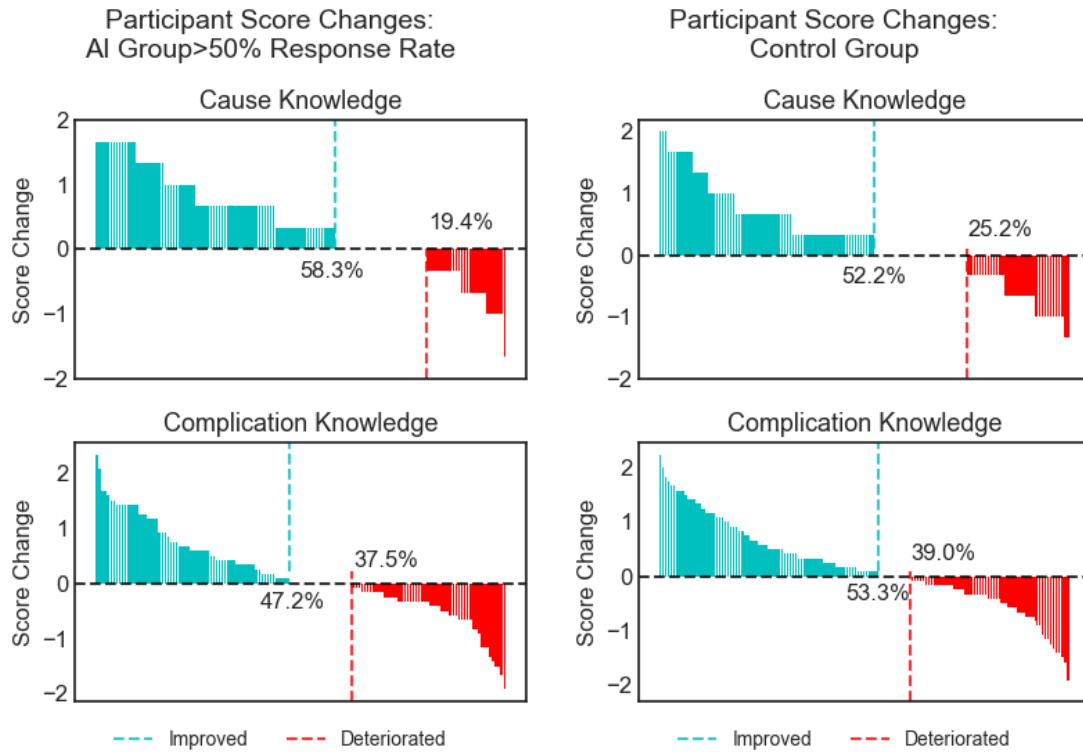 Participant Score Changes:
AI Group>50% Response Rate
Cause Knowledge
Score Change
2
1
0
−1
−2
19.4%
58.3%
Complication Knowledge
Score Change
2
1
0
−1
−2
37.5%
47.2%
Improved
Deteriorated
Participant Score Changes:
Control Group
Cause Knowledge
Score Change
2
1
0
−1
−2
25.2%
52.2%
Complication Knowledge
Score Change
2
1
0
−1
−2
39.0%
53.3%
Improved
Deteriorated